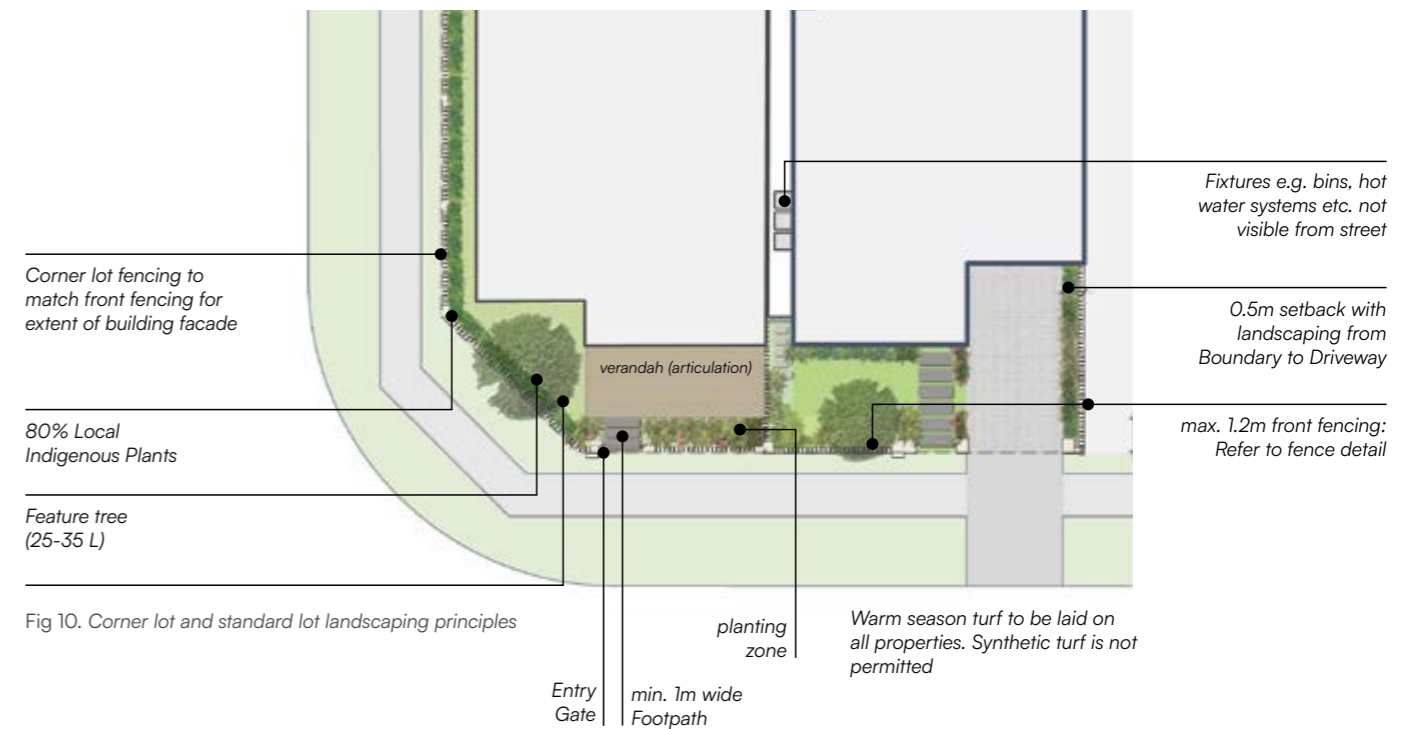 Fixtures e.g. bins, hot
water systems etc. not
visible from street
Corner lot fencing to
match front fencing for
extent of building facade
0.5m setback with
landscaping from
Boundary to Driveway
verandah (articulation)
80% Local
Indigenous Plants
max. 1.2m front fencing:
Refer to fence detail
Feature tree
(25-35 L)
Fig 10. Corner lot and standard lot landscaping principles
planting
zone
Warm season turf to be laid on
all properties. Synthetic turf is not
permitted
Entry
Gate
min. 1m wide
Footpath